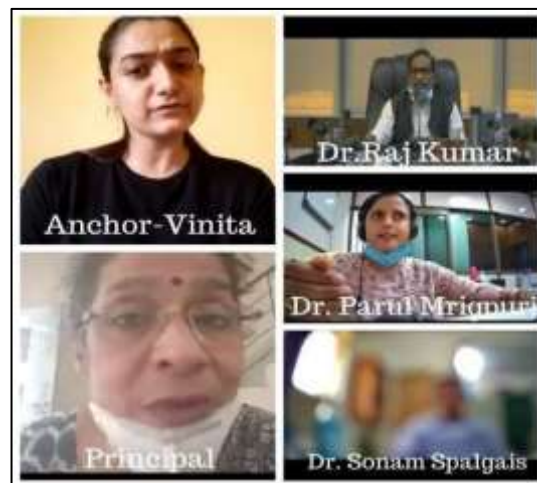 Anchor-Vinita
Principal
Dr.Raj Kumar
Dr. Parul Mrigpuri
Dr. Sonam Spalgais